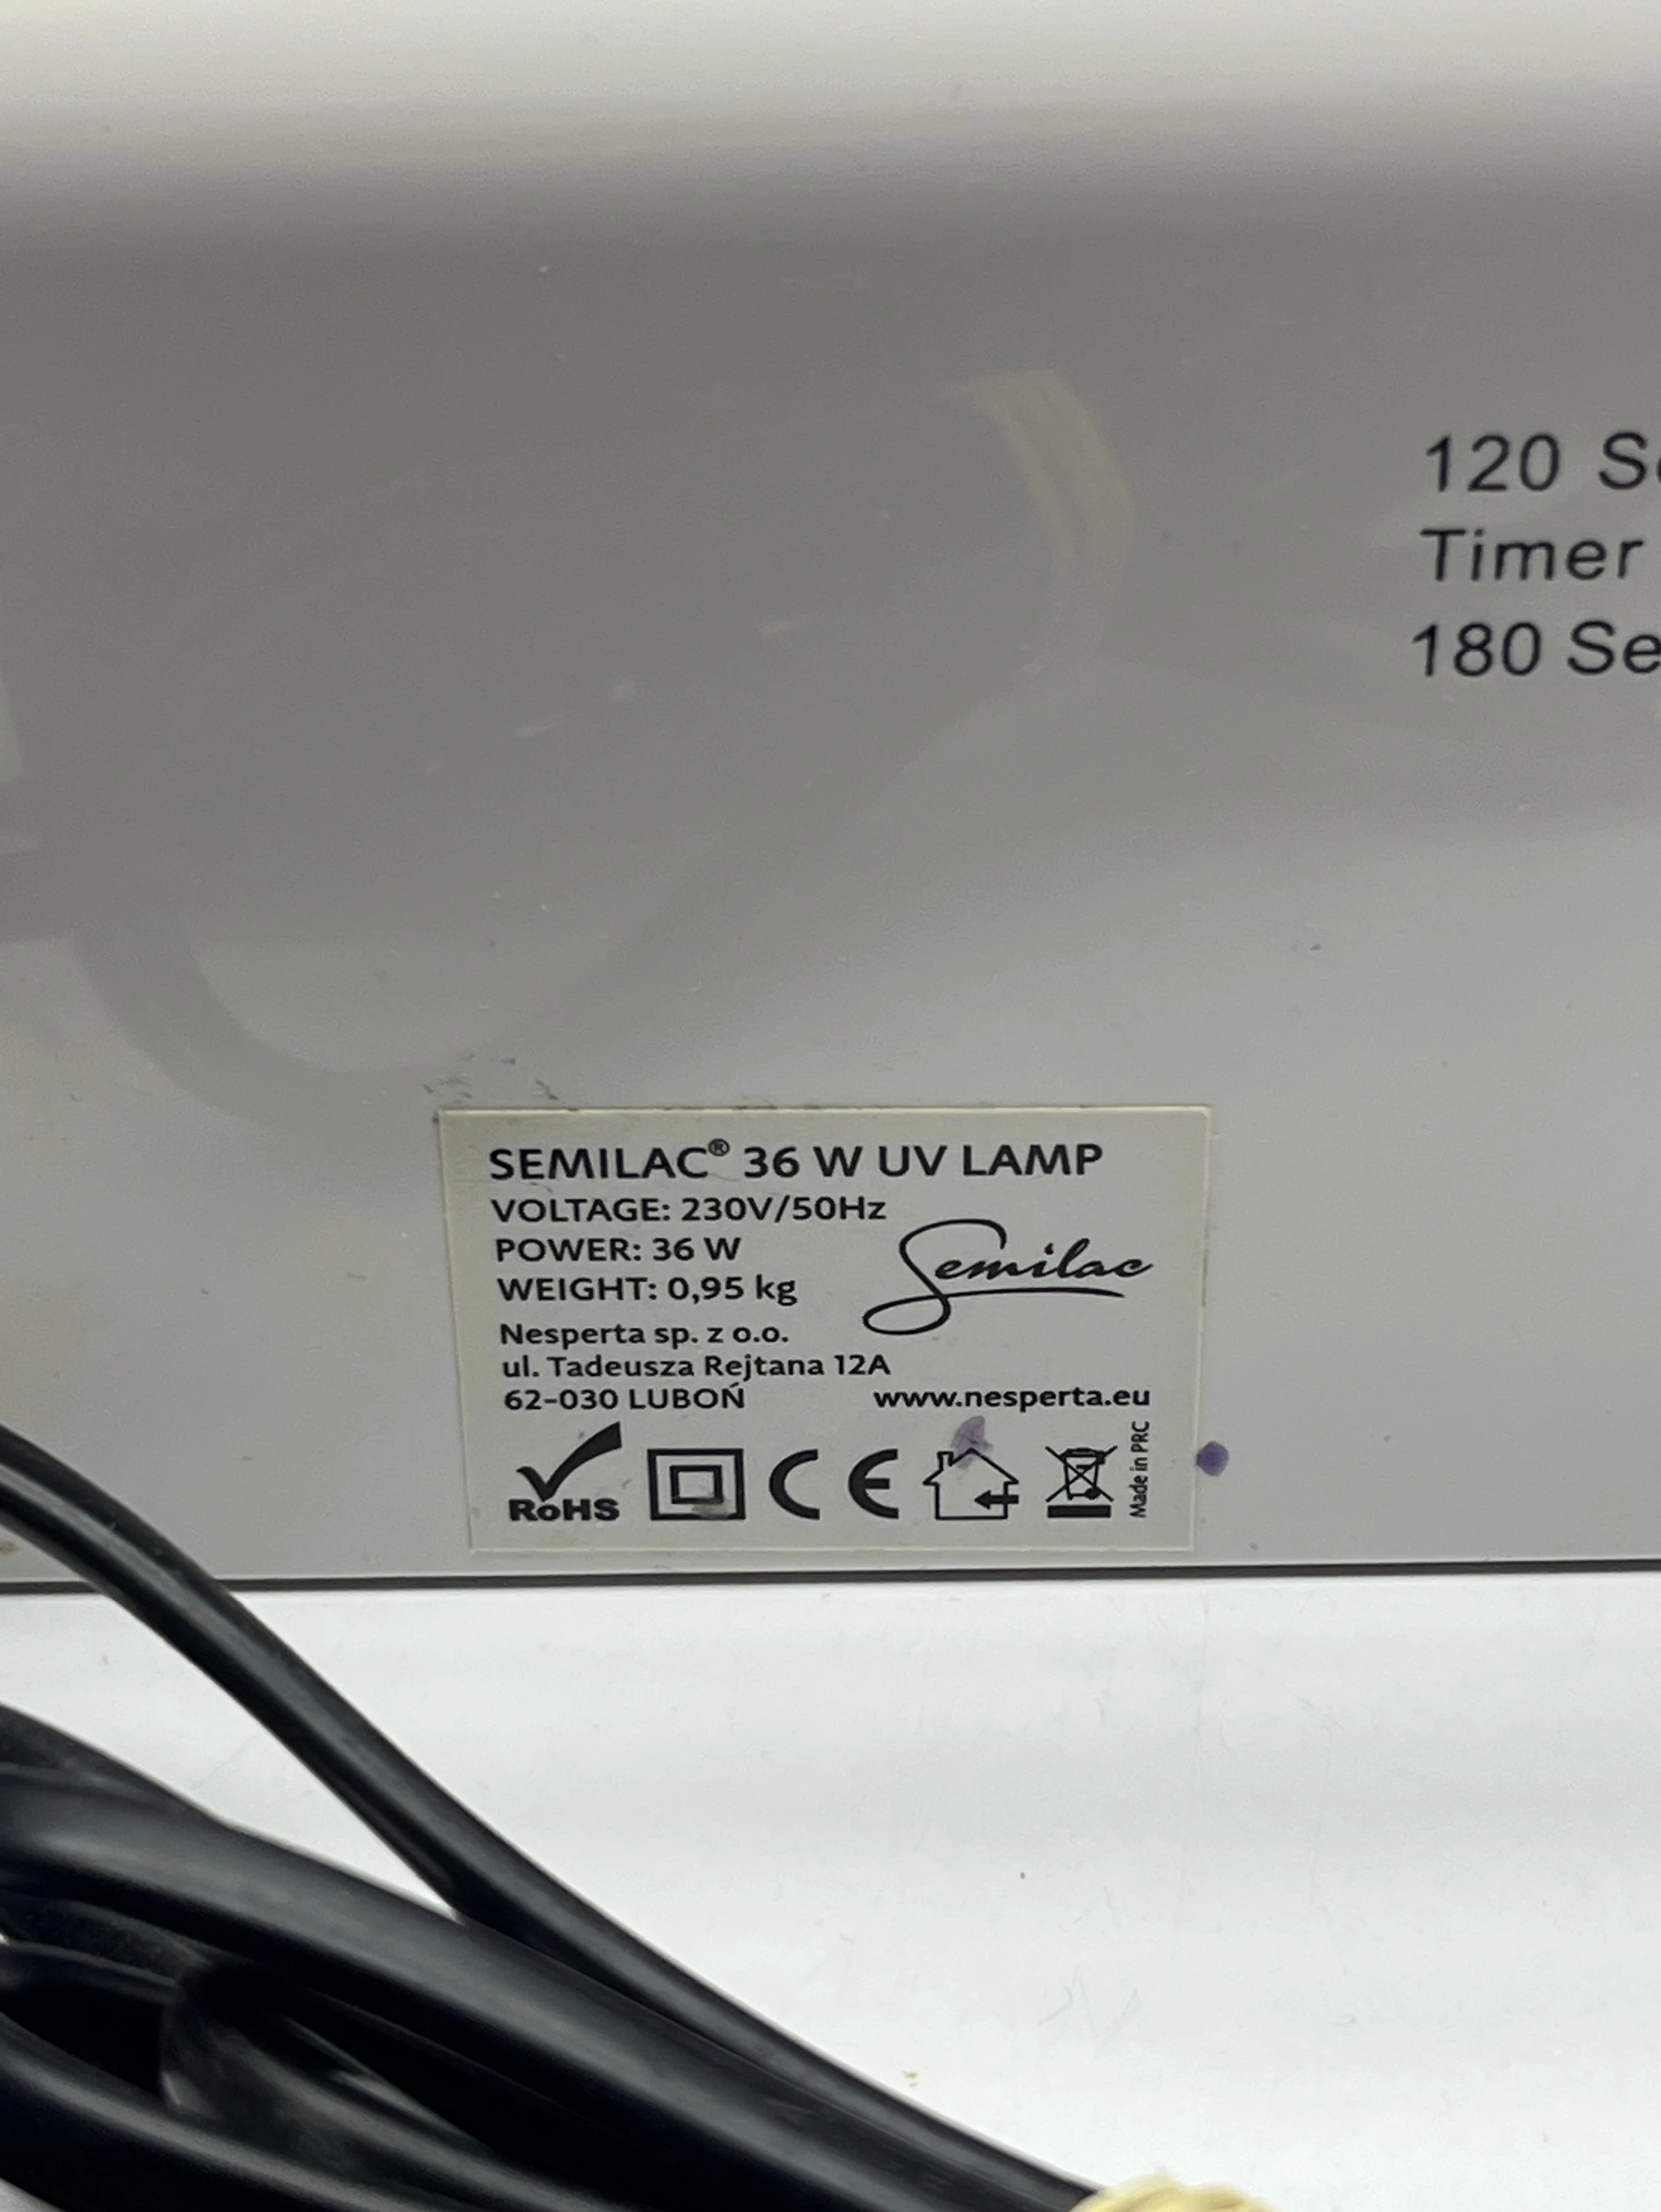 120 Se
Timer
180 Se
SEMILAC® 36 W UV LAMP
VOLTAGE: 230V/50Hz
POWER: 36 W
WEIGHT: 0,95 kg
Semilac
Nesperta sp. z o.o.
ul. Tadeusza Rejtana 12A
62-030 LUBOŃ
www.nesperta.eu
RoHS
CE
Made in PRC